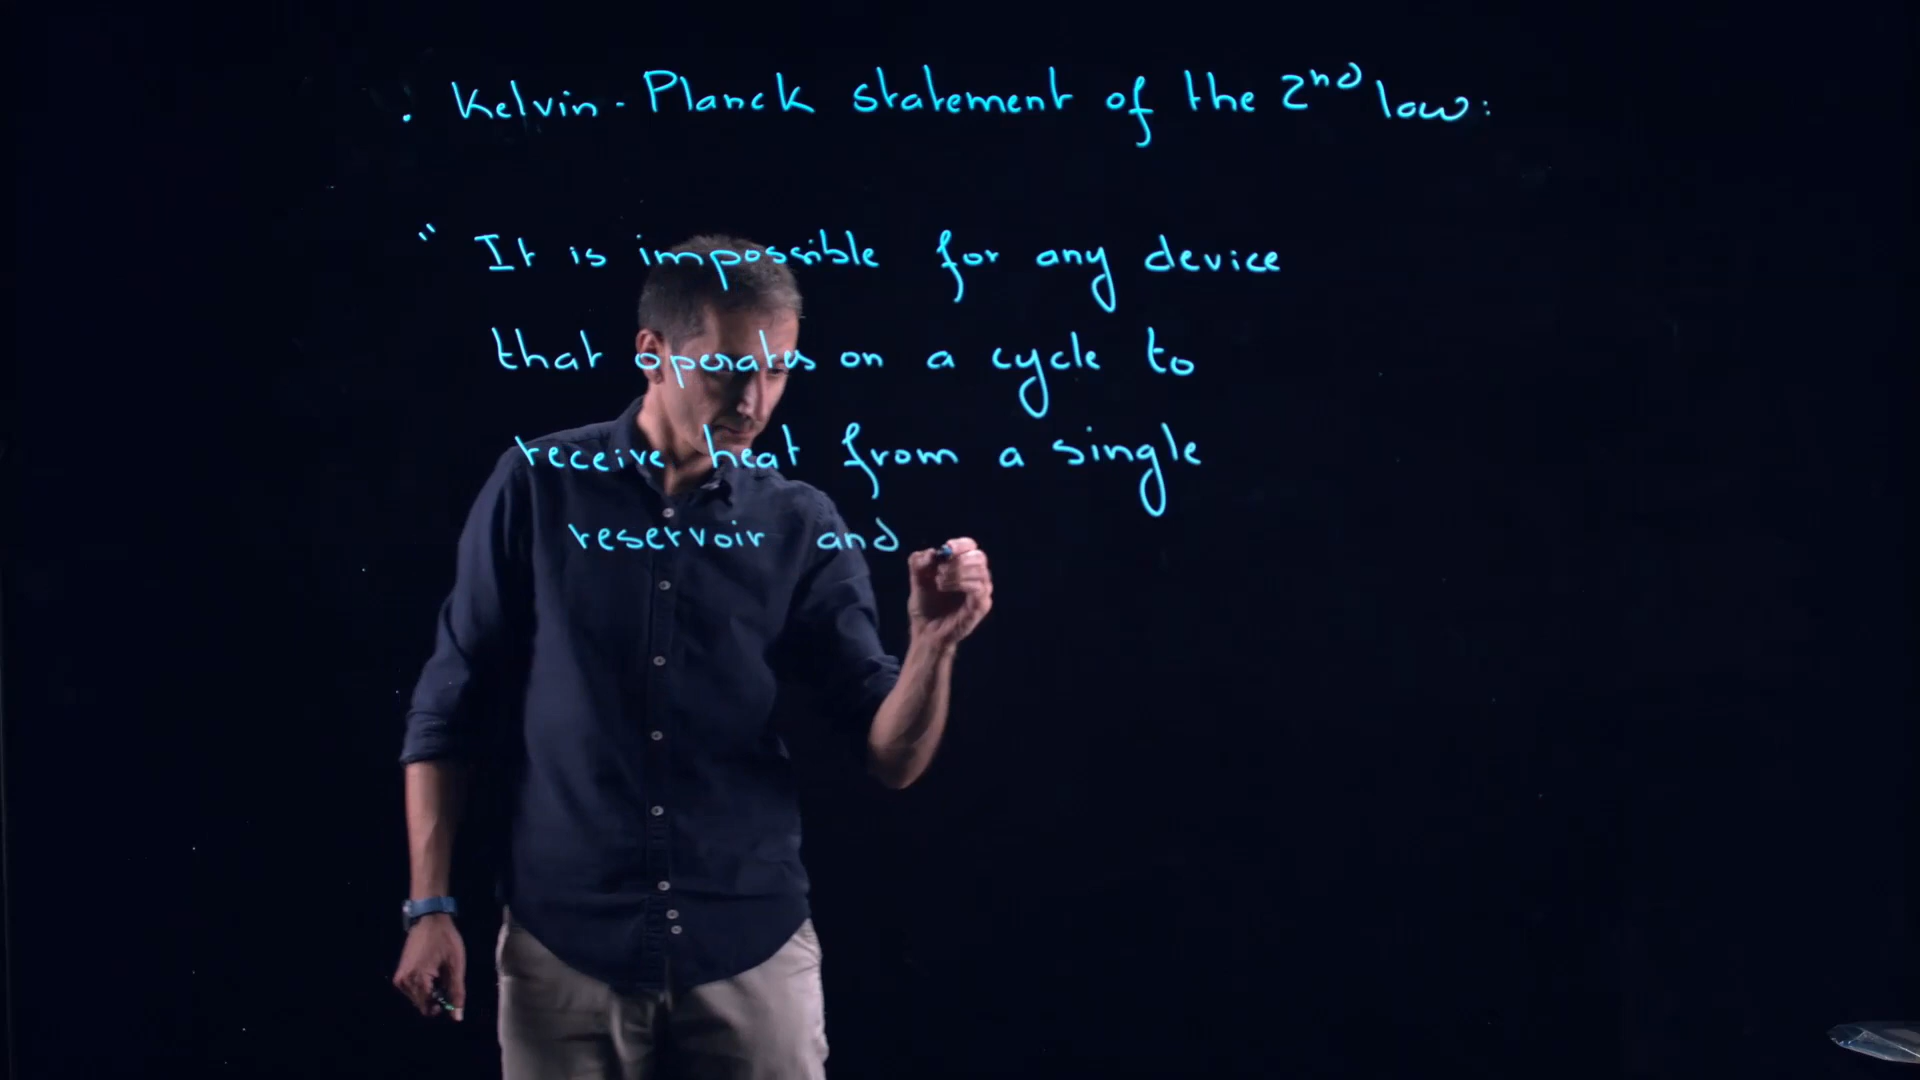 . Kelvin - Planck statement of the 2nd law:
" It is impossible for any device
that operates on a cycle to
receive heat from a single
reservoir and